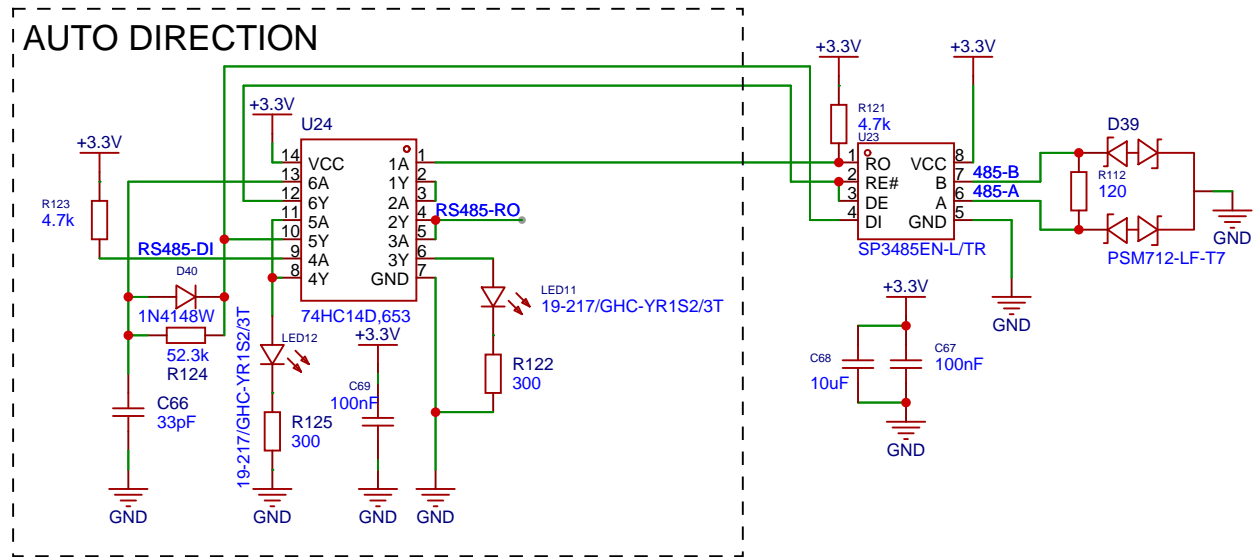 AUTO DIRECTION
+3.3V
R123
4.7k
+3.3V
U24
14 VCC 1A 1
13 6A 1Y 2
12 6Y 2A 3
11 5A 2Y 4
10 5Y 3A 5
9 4A 3Y 6
8 4Y GND 7
74HC14D,653
RS485-DI
RS485-RO
D40
1N4148W
52.3k
R124
C66
33pF
GND
LED12
19-217/GHC-YR1S2/3T
R125
300
GND
+3.3V
C69
100nF
GND
GND
LED11
19-217/GHC-YR1S2/3T
R122
300
+3.3V
R121
4.7k
U23
+3.3V
1 RO VCC 8
2 RE# B 7
3 DE A 6
4 DI GND 5
SP3485EN-L/TR
485-B
485-A
R112
120
D39
PSM712-LF-T7
GND
GND
+3.3V
C68
10uF
C67
100nF
GND